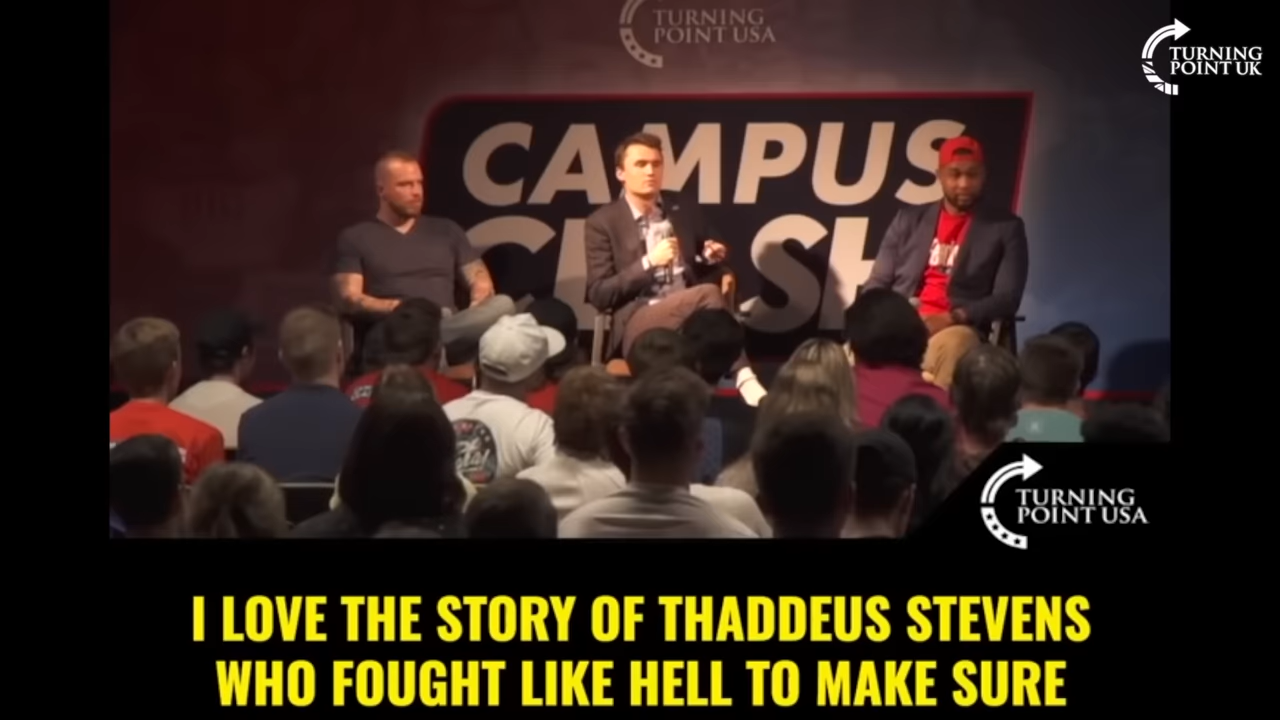 TURNING
POINT USA
TURNING
POINT UK
CAMPUS
TURNING
POINT USA
I LOVE THE STORY OF THADDEUS STEVENS
WHO FOUGHT LIKE HELL TO MAKE SURE